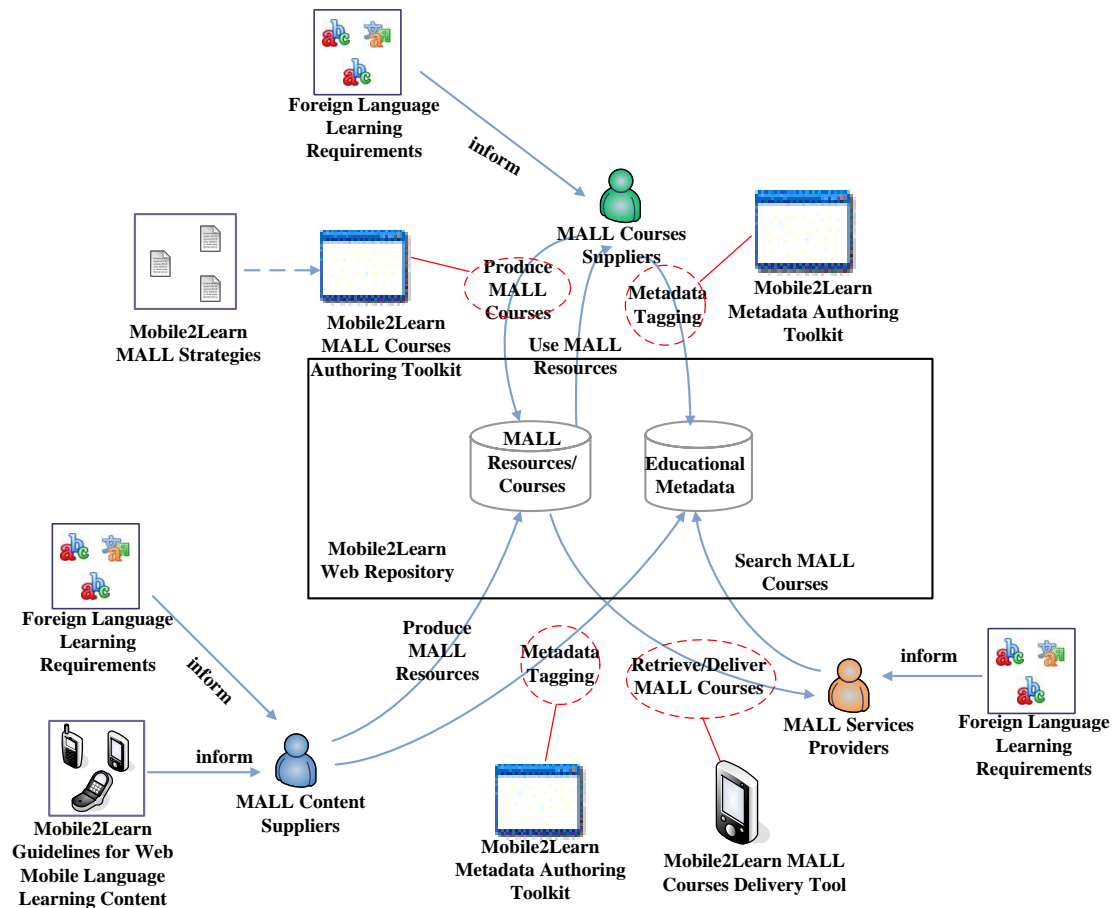 Foreign Language
Learning
Requirements
inform
MALL Courses
Suppliers
Mobile2Learn
MALL Strategies
Mobile2Learn
MALL Courses
Authoring Toolkit
Produce
MALL
Courses
Use MALL
Resources
Metadata
Tagging
Mobile2Learn
Metadata Authoring
Toolkit
MALL
Resources/
Courses
Educational
Metadata
Mobile2Learn
Web Repository
Search MALL
Courses
Foreign Language
Learning
Requirements
inform
Produce
MALL
Resources
Metadata
Tagging
Retrieve/Deliver
MALL Courses
inform
MALL Services
Providers
Foreign Language
Learning
Requirements
inform
MALL Content
Suppliers
Mobile2Learn
Guidelines for Web
Mobile Language
Learning Content
Mobile2Learn
Metadata Authoring
Toolkit
Mobile2Learn MALL
Courses Delivery Tool